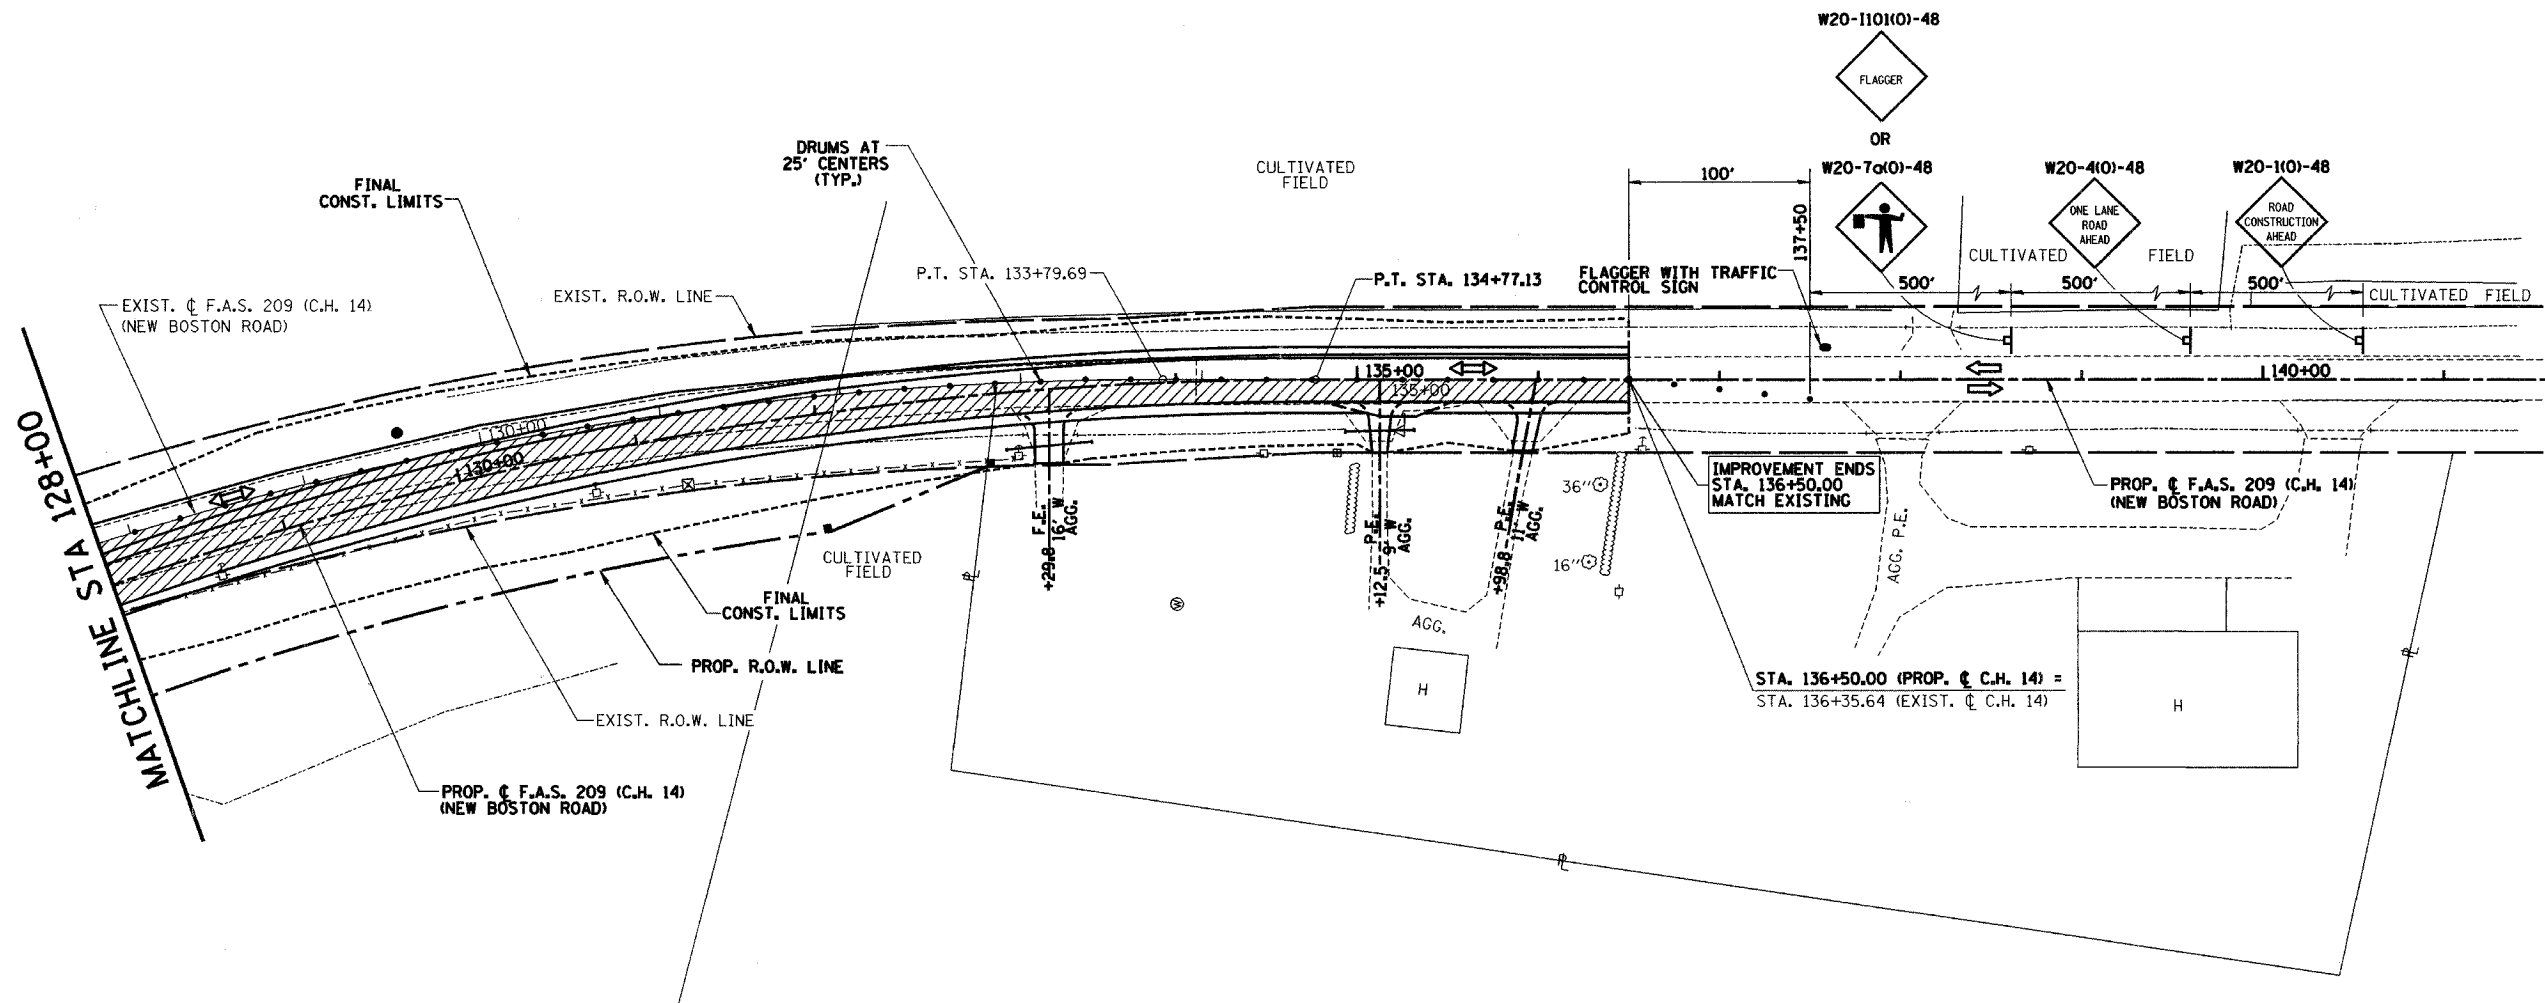 W20-I101(O)-48
FLAGGER
OR
W20-7a(O)-48
W20-4(O)-48
W20-1(O)-48
ONE LANE
ROAD
AHEAD
ROAD
CONSTRUCTION
AHEAD
DRUMS AT
25' CENTERS
(TYP.)
CULTIVATED
FIELD
100'
137+50
FINAL
CONST. LIMITS
P.T. STA. 133+79.69
P.T. STA. 134+77.13
FLAGGER WITH TRAFFIC
CONTROL SIGN
CULTIVATED FIELD
500'
500'
500'
CULTIVATED FIELD
EXIST. ℄ F.A.S. 209 (C.H. 14)
(NEW BOSTON ROAD)
EXIST. R.O.W. LINE
135+00
135+00
140+00
130+00
130+00
MATCHLINE STA 128+00
IMPROVEMENT ENDS
STA. 136+50.00
MATCH EXISTING
PROP. ℄ F.A.S. 209 (C.H. 14)
(NEW BOSTON ROAD)
36"
16"
+29.8 F.E.
16' W
AGG.
+12.5 P.E.
9' W
AGG.
+98.8 P.E.
11' W
AGG.
AGG. P.E.
CULTIVATED
FIELD
W
FINAL
CONST. LIMITS
AGG.
PROP. R.O.W. LINE
H
STA. 136+50.00 (PROP. ℄ C.H. 14) =
STA. 136+35.64 (EXIST. ℄ C.H. 14)
H
EXIST. R.O.W. LINE
PROP. ℄ F.A.S. 209 (C.H. 14)
(NEW BOSTON ROAD)
PL
PL
PL